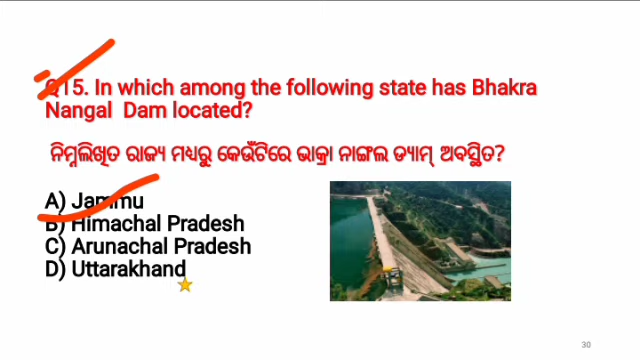 Q15. In which among the following state has Bhakra
Nangal Dam located?
ନିମ୍ନଲିଖିତ ରାଜ୍ୟ ମଧ୍ୟରୁ କେଉଁଟିରେ ଭାକ୍ରା ନାଙ୍ଗଲ ଡ୍ୟାମ୍ ଅବସ୍ଥିତ?
A) Jammu
B) Himachal Pradesh
C) Arunachal Pradesh
D) Uttarakhand
30